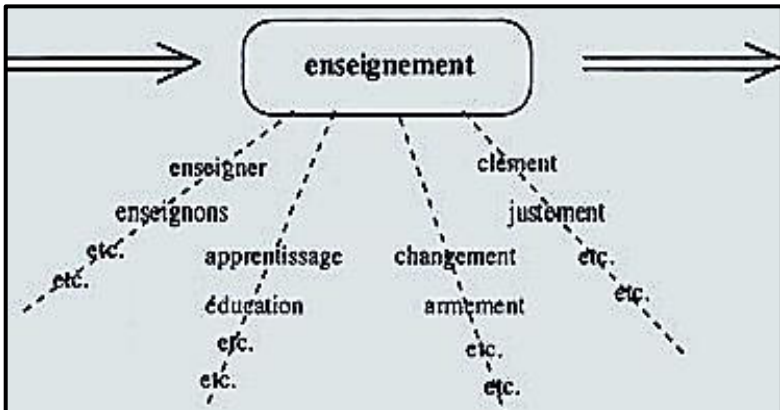 enseignement
enseigner
enseignons
etc.
etc.
apprentissage
éducation
etc.
etc.
changement
armement
etc.
etc.
clément
justement
etc.
etc.